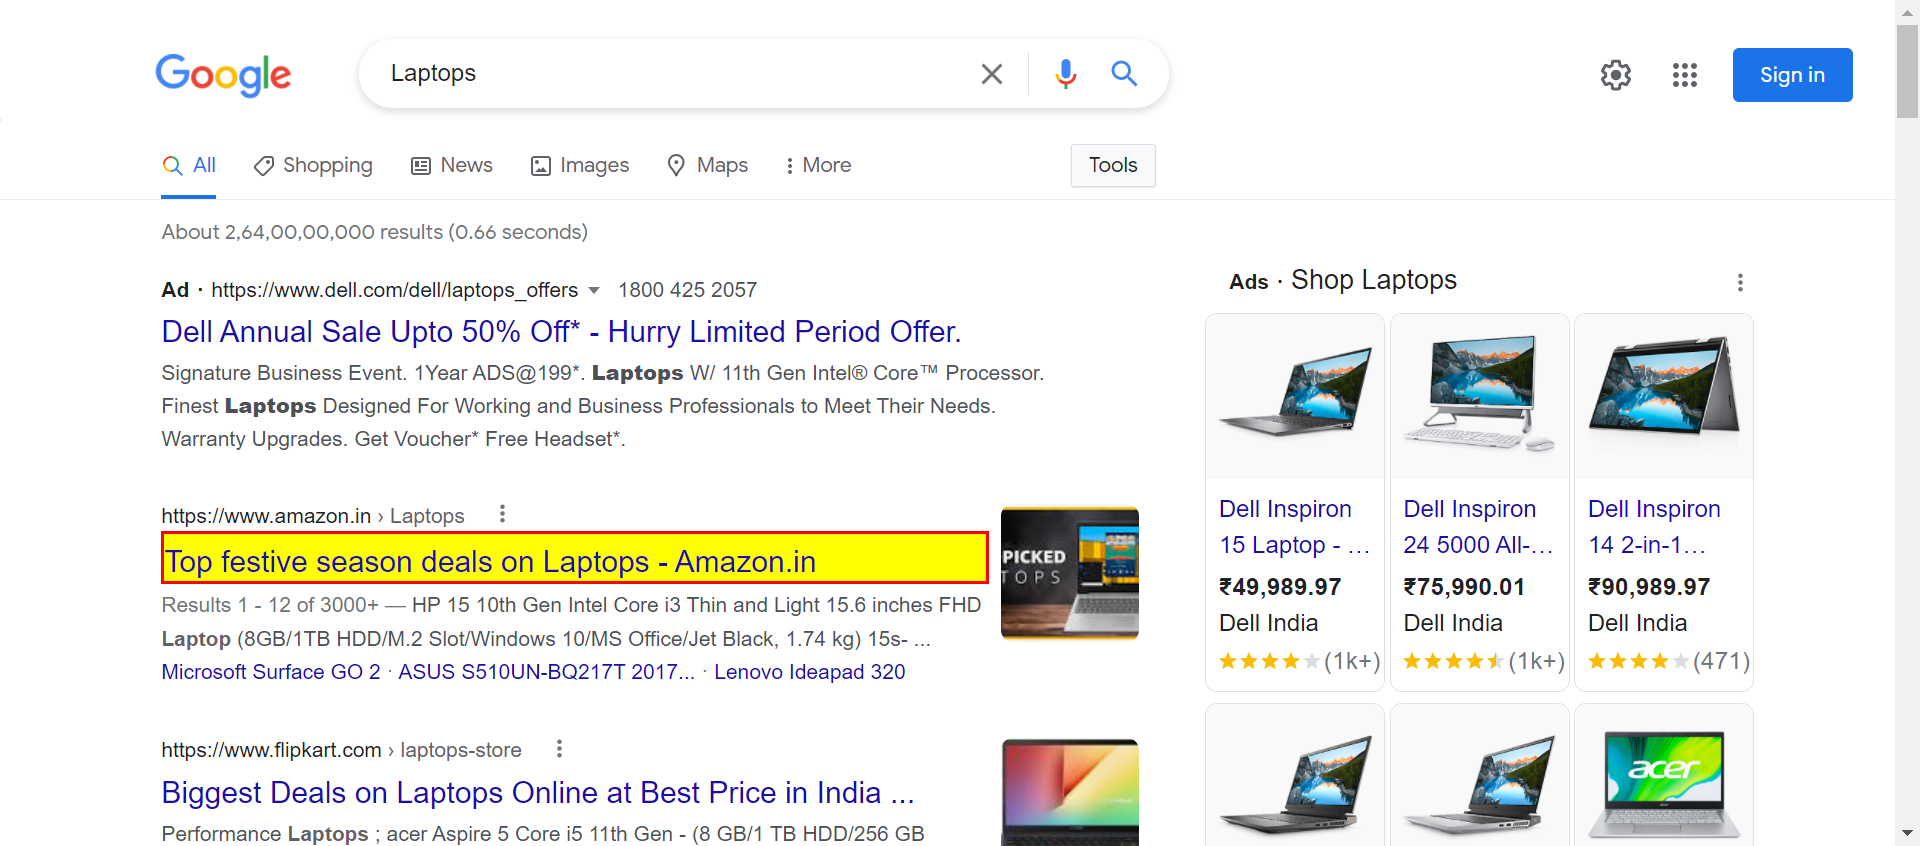 Google
Laptops
Sign in
All
Shopping
News
Images
Maps
More
Tools
About 2,64,00,00,000 results (0.66 seconds)
Ad · https://www.dell.com/dell/laptops_offers 1800 425 2057
Dell Annual Sale Upto 50% Off* - Hurry Limited Period Offer.
Signature Business Event. 1Year ADS@199*. Laptops W/ 11th Gen Intel® Core™ Processor.
Finest Laptops Designed For Working and Business Professionals to Meet Their Needs.
Warranty Upgrades. Get Voucher* Free Headset*.
https://www.amazon.in › Laptops
Top festive season deals on Laptops - Amazon.in
Results 1 - 12 of 3000+ — HP 15 10th Gen Intel Core i3 Thin and Light 15.6 inches FHD
Laptop (8GB/1TB HDD/M.2 Slot/Windows 10/MS Office/Jet Black, 1.74 kg) 15s- ...
Microsoft Surface GO 2 · ASUS S510UN-BQ217T 2017... · Lenovo Ideapad 320
PICKED
TOPS
https://www.flipkart.com › laptops-store
Biggest Deals on Laptops Online at Best Price in India ...
Performance Laptops ; acer Aspire 5 Core i5 11th Gen - (8 GB/1 TB HDD/256 GB
Ads · Shop Laptops
Dell Inspiron
15 Laptop - ...
₹49,989.97
Dell India
(1k+)
Dell Inspiron
24 5000 All-...
₹75,990.01
Dell India
(1k+)
Dell Inspiron
14 2-in-1...
₹90,989.97
Dell India
(471)
acer